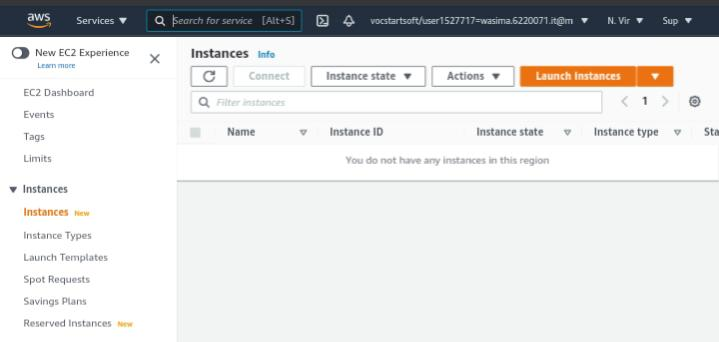 aws Services ▼ Search for service [Alt+S] vocstartsoft/user1527717=wasima.6220071.it@m ▼ N. Vir ▼ Sup ▼
New EC2 Experience
Learn more
EC2 Dashboard
Events
Tags
Limits
Instances
Instances New
Instance Types
Launch Templates
Spot Requests
Savings Plans
Reserved Instances New
Instances Info
Connect Instance state ▼ Actions ▼ Launch instances ▼
Filter instances
< 1 >
Name Instance ID Instance state Instance type Sta
You do not have any instances in this region